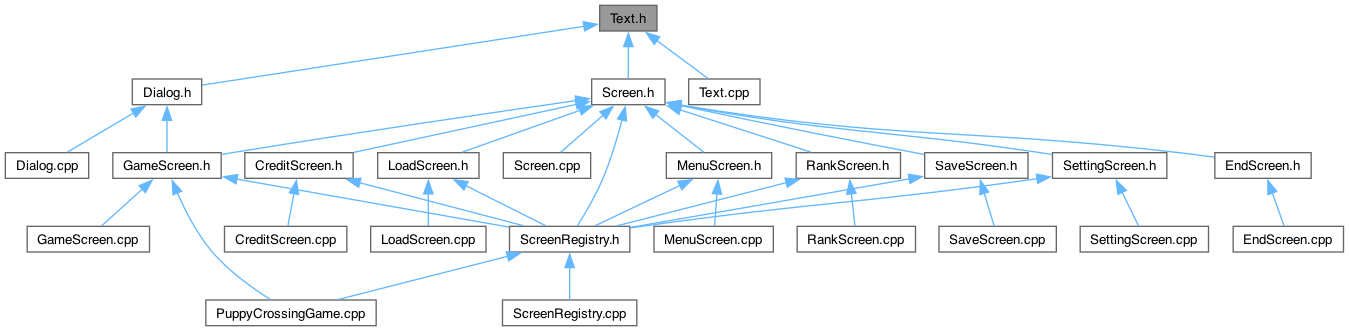 Text.h
Dialog.h
Screen.h
Text.cpp
Dialog.cpp
GameScreen.h
CreditScreen.h
LoadScreen.h
Screen.cpp
MenuScreen.h
RankScreen.h
SaveScreen.h
SettingScreen.h
EndScreen.h
GameScreen.cpp
CreditScreen.cpp
LoadScreen.cpp
ScreenRegistry.h
MenuScreen.cpp
RankScreen.cpp
SaveScreen.cpp
SettingScreen.cpp
EndScreen.cpp
PuppyCrossingGame.cpp
ScreenRegistry.cpp